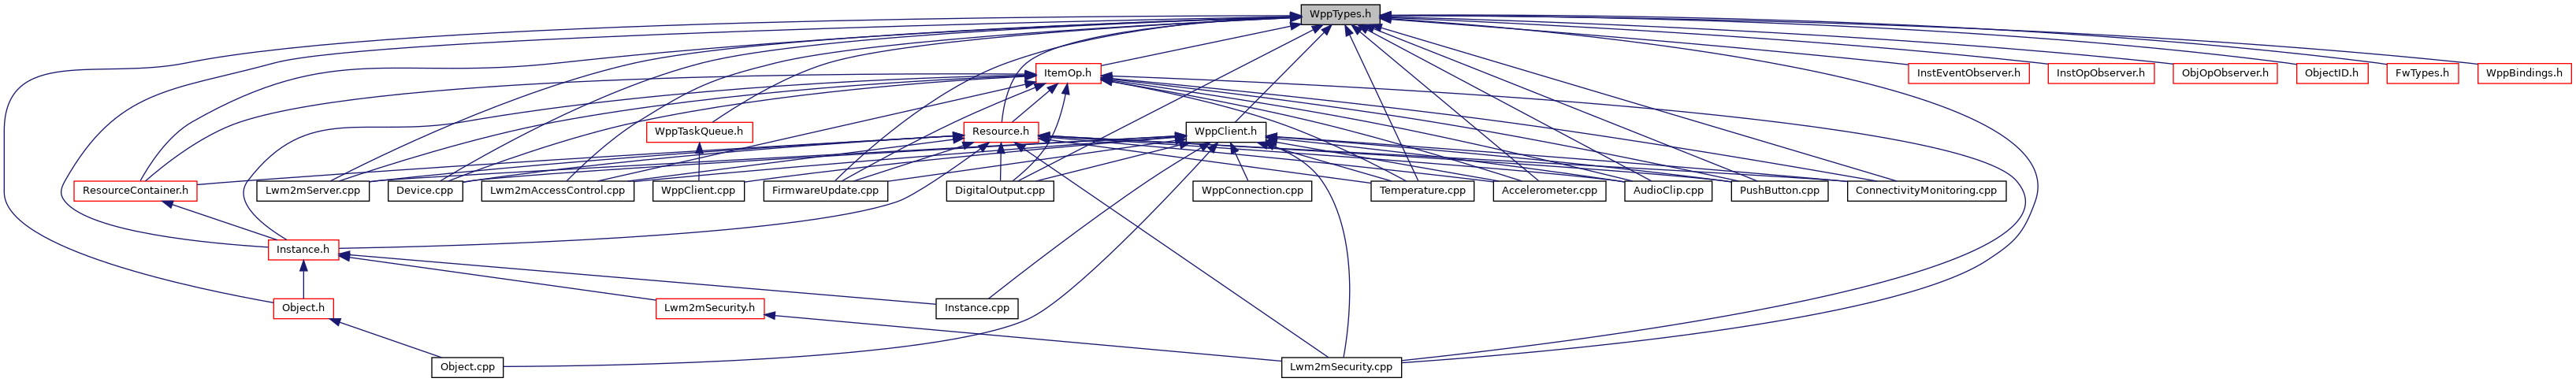 WppTypes.h
ItemOp.h
InstEventObserver.h
InstOpObserver.h
ObjOpObserver.h
ObjectID.h
FwTypes.h
WppBindings.h
WppTaskQueue.h
Resource.h
WppClient.h
ResourceContainer.h
Lwm2mServer.cpp
Device.cpp
Lwm2mAccessControl.cpp
WppClient.cpp
FirmwareUpdate.cpp
DigitalOutput.cpp
WppConnection.cpp
Temperature.cpp
Accelerometer.cpp
AudioClip.cpp
PushButton.cpp
ConnectivityMonitoring.cpp
Instance.h
Object.h
Lwm2mSecurity.h
Instance.cpp
Object.cpp
Lwm2mSecurity.cpp